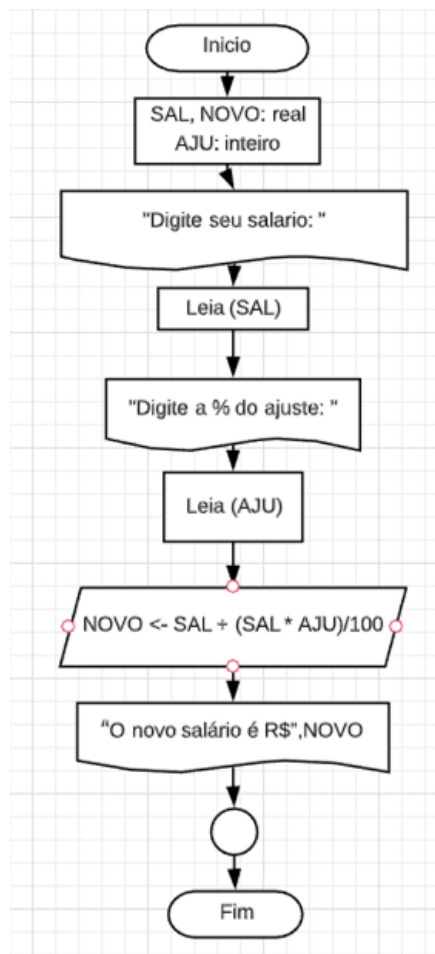 Inicio
SAL, NOVO: real
AJU: inteiro
"Digite seu salario: "
Leia (SAL)
"Digite a % do ajuste: "
Leia (AJU)
NOVO <- SAL + (SAL * AJU)/100
“O novo salário é R$",NOVO
Fim